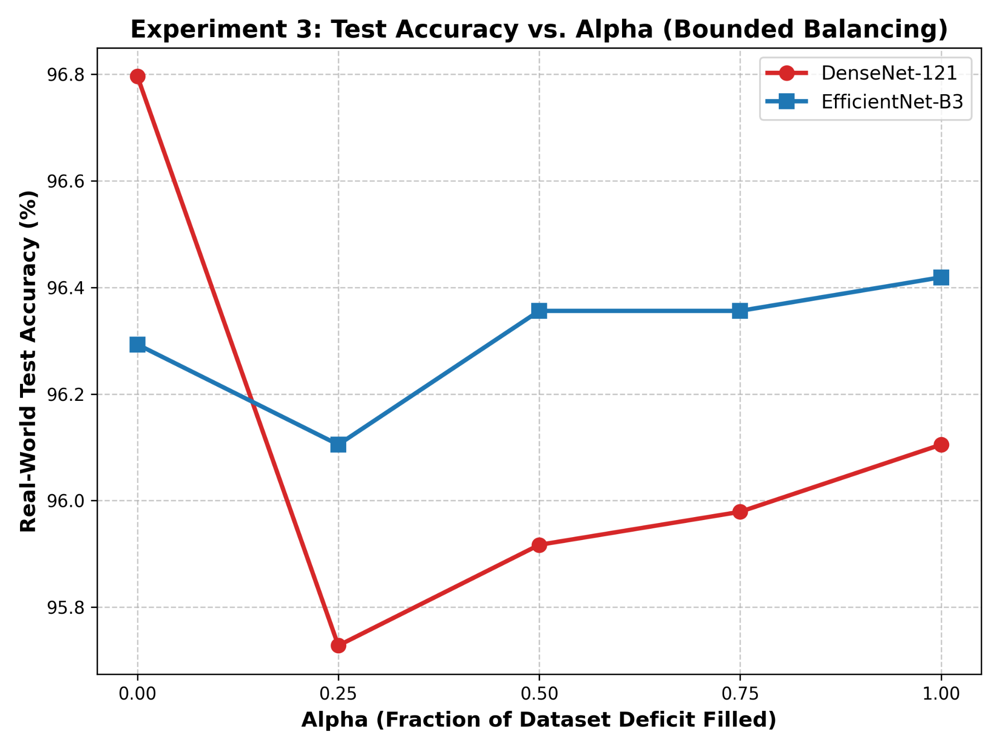 Experiment 3: Test Accuracy vs. Alpha (Bounded Balancing)
DenseNet-121
EfficientNet-B3
Real-World Test Accuracy (%)
96.8
96.6
96.4
96.2
96.0
95.8
0.00 0.25 0.50 0.75 1.00
Alpha (Fraction of Dataset Deficit Filled)